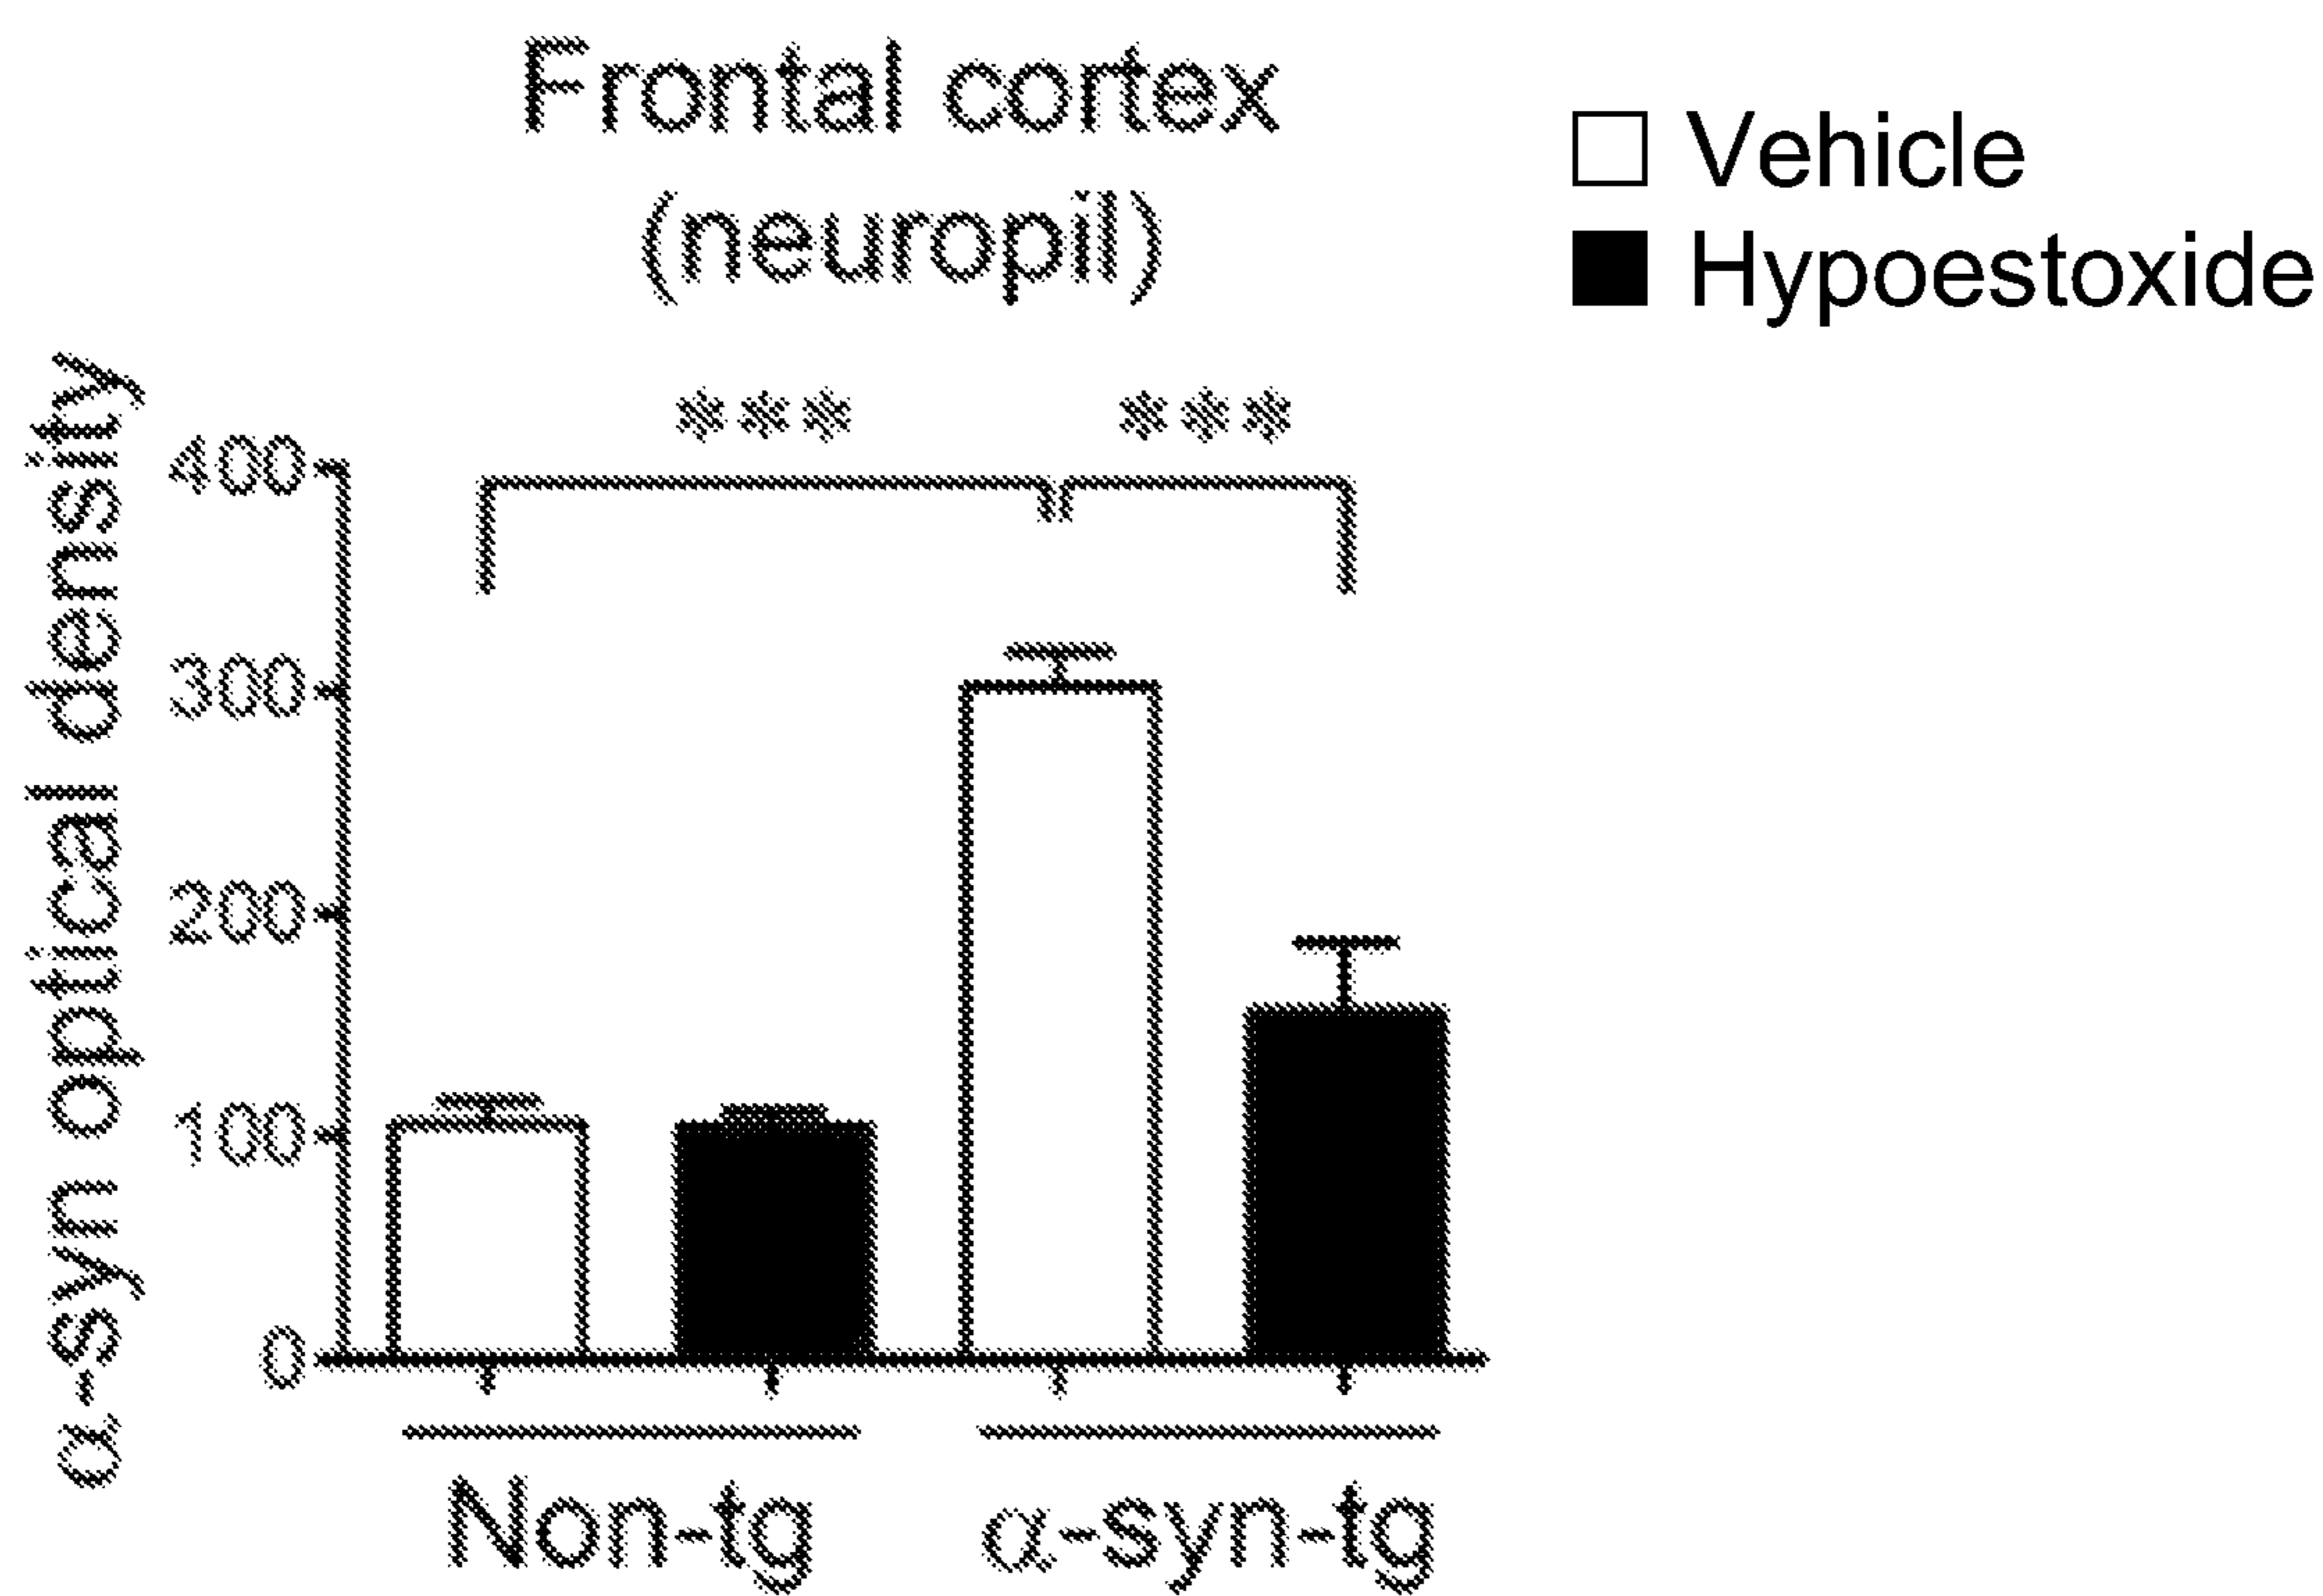 Frontal cortex
(neuropil)
Vehicle
Hypoestoxide
α-syn optical density
***
***
400
300
200
100
0
Non-tg
α-syn-tg